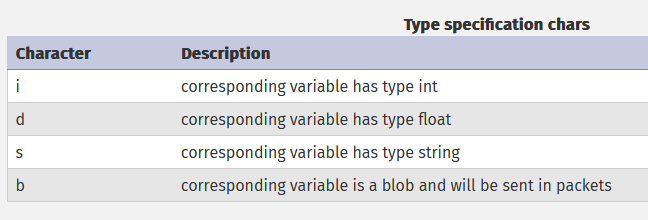 Type specification chars
Character Description
i corresponding variable has type int
d corresponding variable has type float
s corresponding variable has type string
b corresponding variable is a blob and will be sent in packets